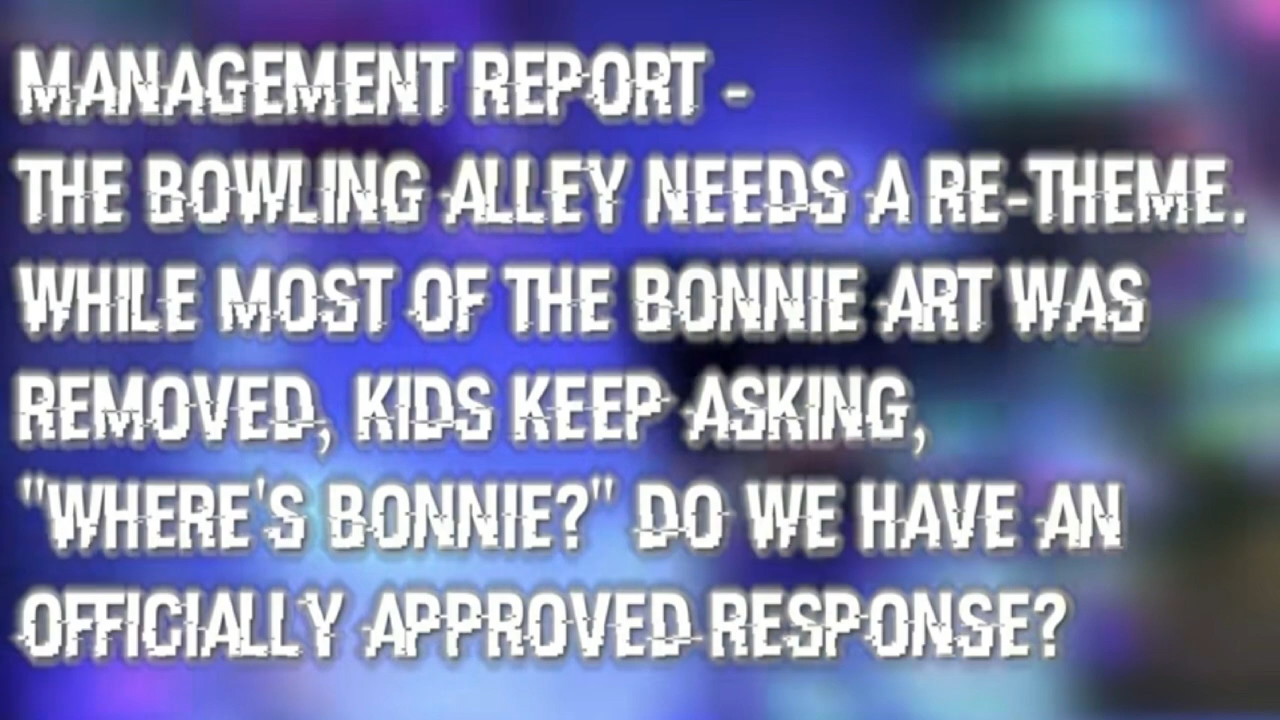 MANAGEMENT REPORT -
THE BOWLING ALLEY NEEDS A RE-THEME.
WHILE MOST OF THE BONNIE ART WAS
REMOVED, KIDS KEEP ASKING,
"WHERE'S BONNIE?" DO WE HAVE AN
OFFICIALLY APPROVED RESPONSE?